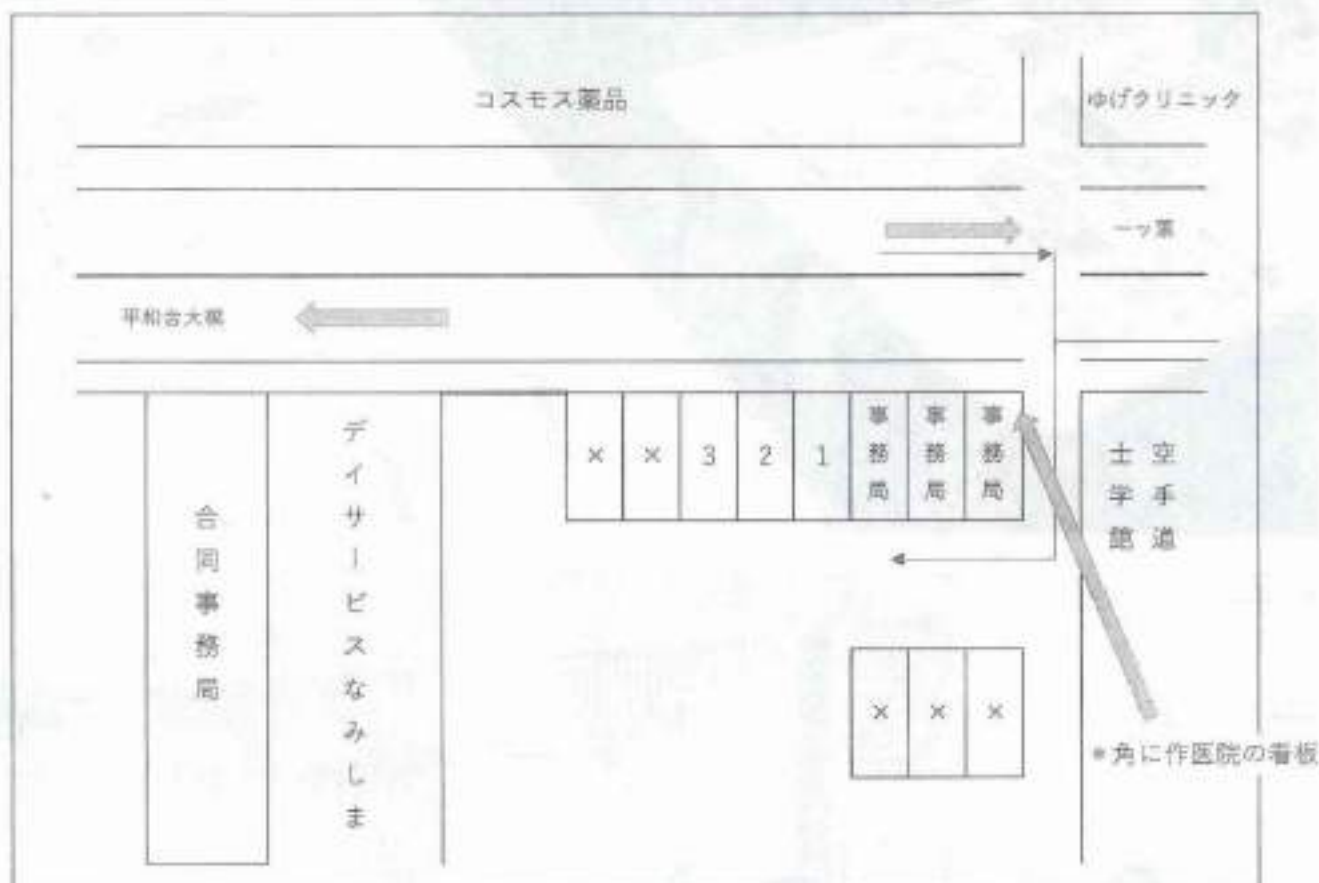 コスモス薬品
ゆげクリニック
一ッ葉
平和台大橋
合同事務局
デイサービスなみしま
×
×
3
2
1
事務局
事務局
事務局
空手道
士学館
×
×
×
*角に作医院の看板